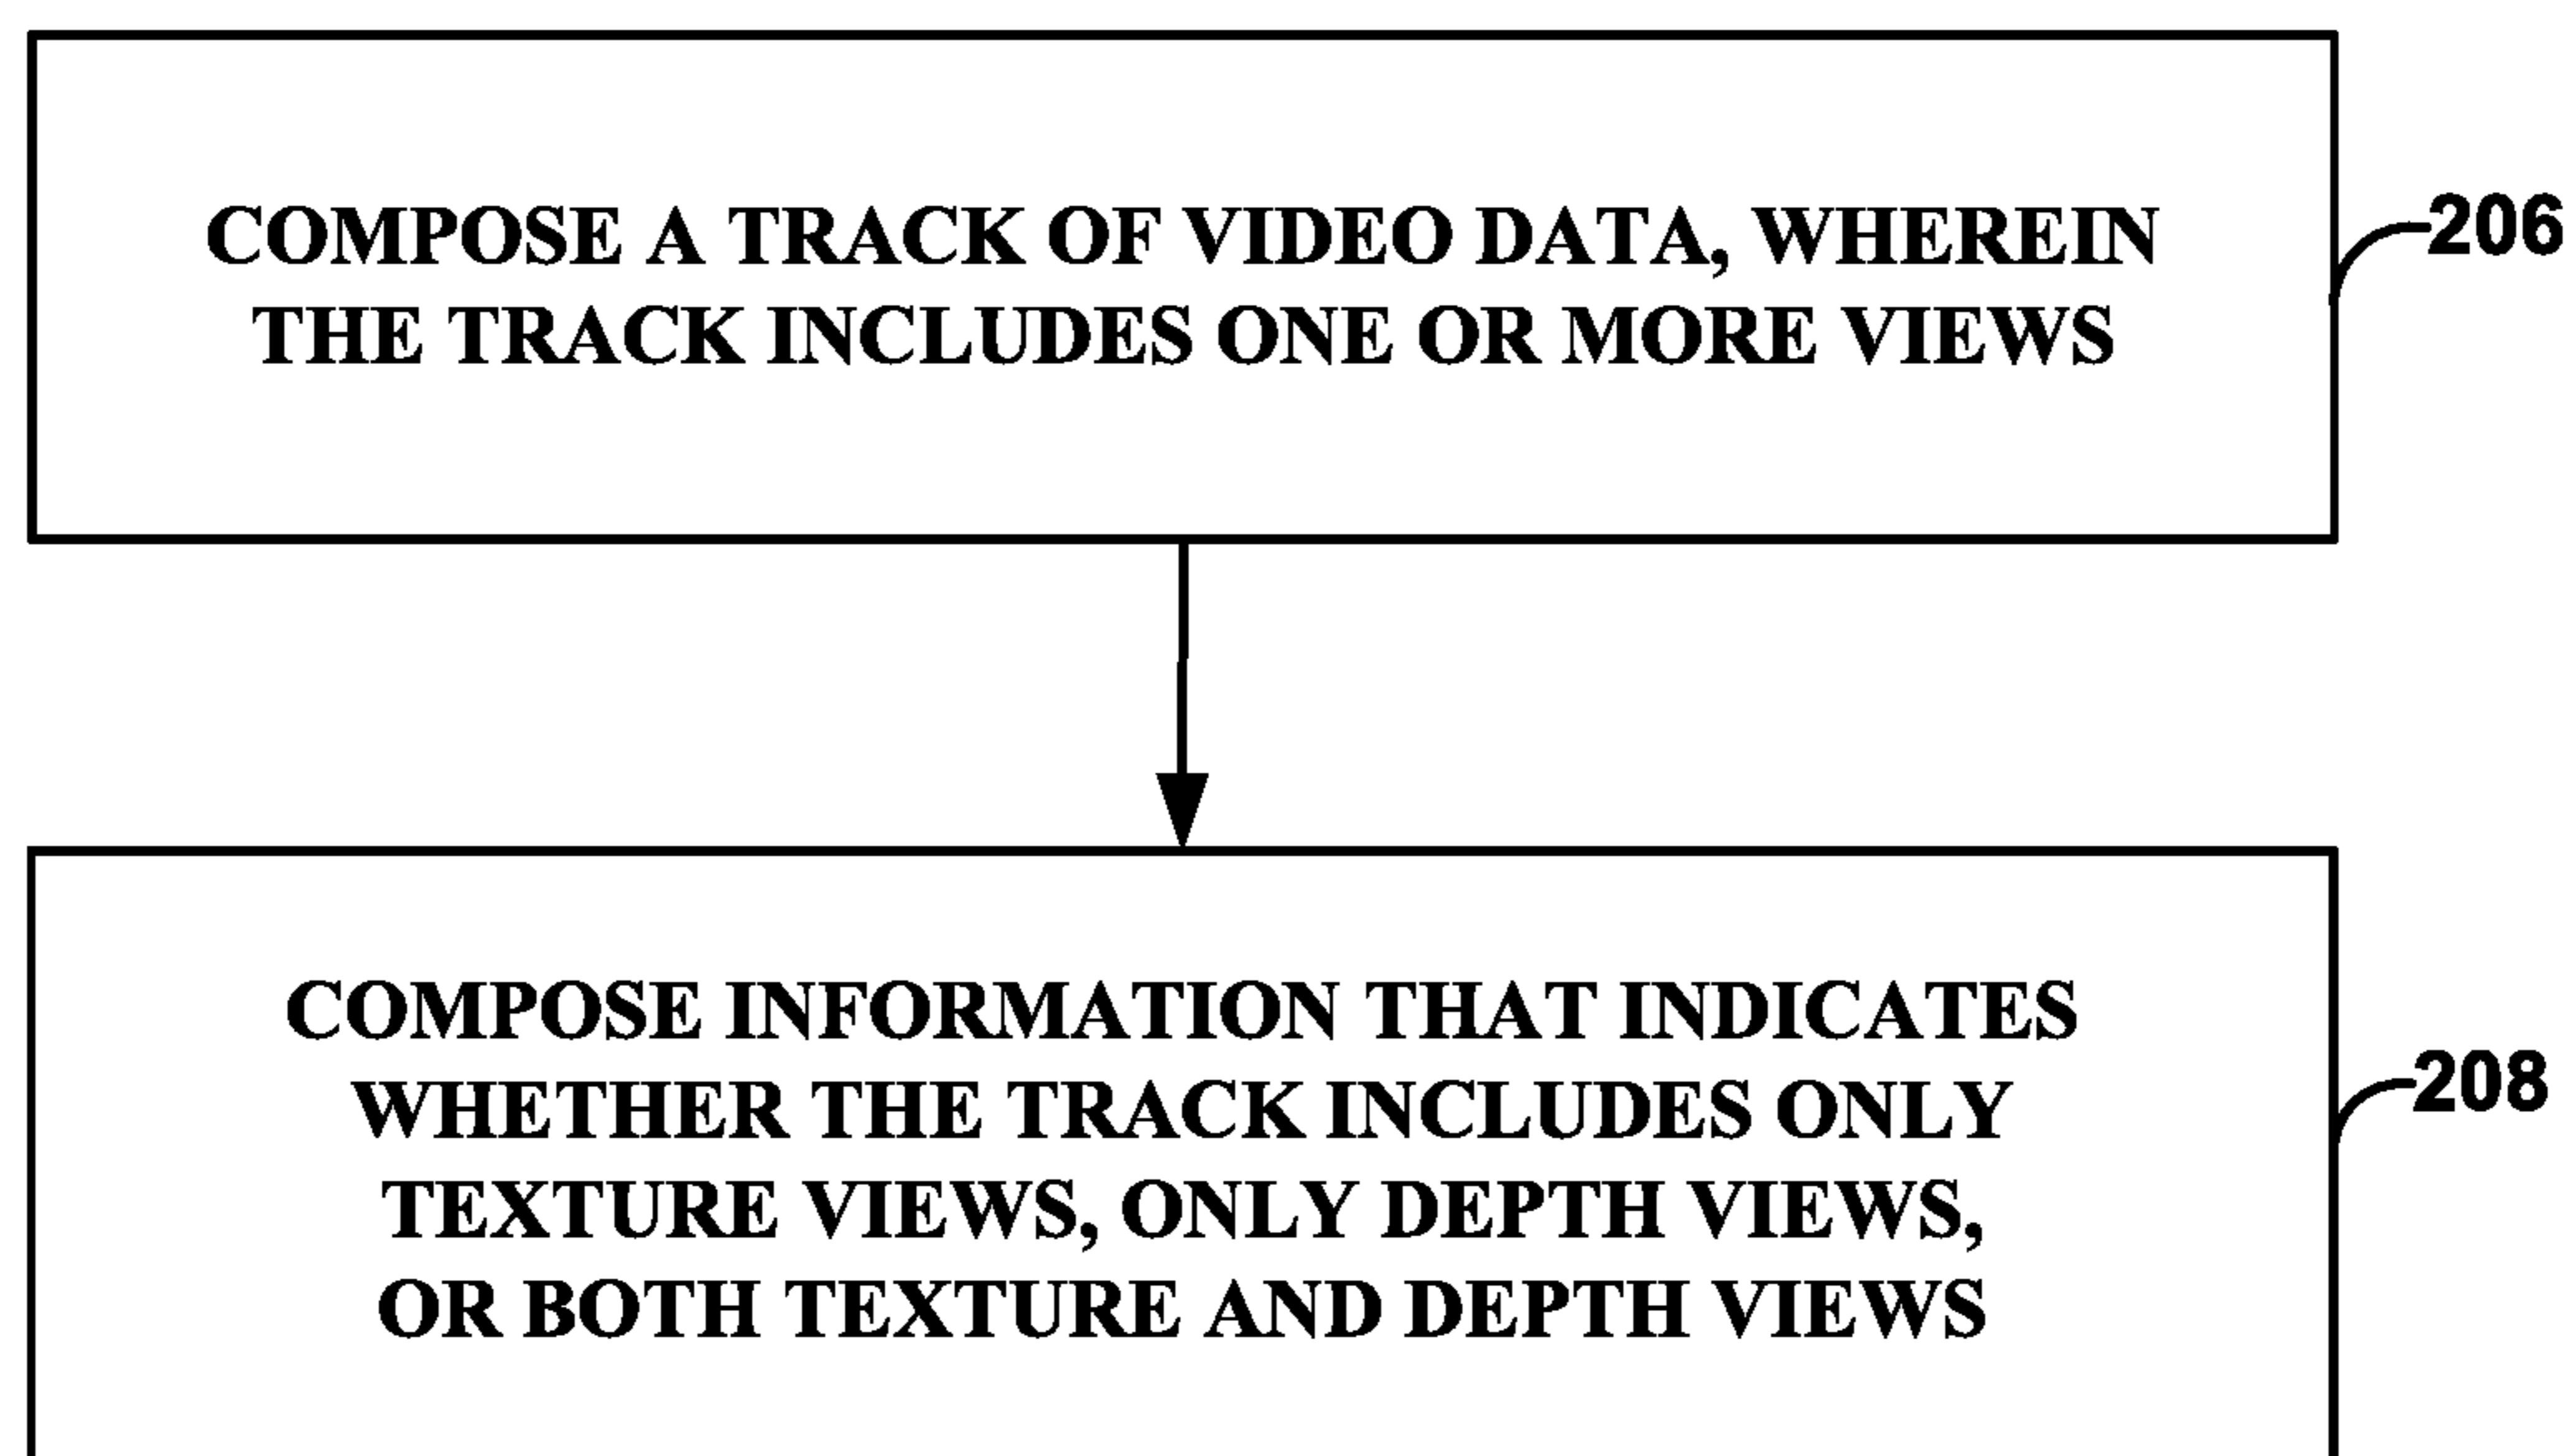 COMPOSE A TRACK OF VIDEO DATA, WHEREIN
THE TRACK INCLUDES ONE OR MORE VIEWS
206
COMPOSE INFORMATION THAT INDICATES
WHETHER THE TRACK INCLUDES ONLY
TEXTURE VIEWS, ONLY DEPTH VIEWS,
OR BOTH TEXTURE AND DEPTH VIEWS
208